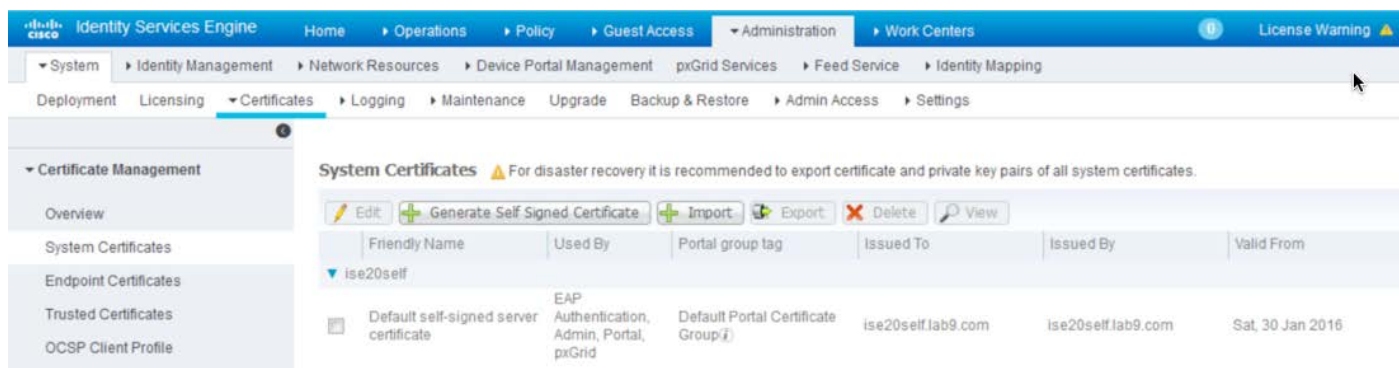 cisco Identity Services Engine Home Operations Policy Guest Access Administration Work Centers 0 License Warning
System Identity Management Network Resources Device Portal Management pxGrid Services Feed Service Identity Mapping
Deployment Licensing Certificates Logging Maintenance Upgrade Backup & Restore Admin Access Settings
Certificate Management
Overview
System Certificates
Endpoint Certificates
Trusted Certificates
OCSP Client Profile
System Certificates For disaster recovery it is recommended to export certificate and private key pairs of all system certificates.
Edit Generate Self Signed Certificate Import Export Delete View
Friendly Name Used By Portal group tag Issued To Issued By Valid From
ise20self
Default self-signed server
certificate
EAP
Authentication,
Admin, Portal,
pxGrid
Default Portal Certificate
Group
ise20self.lab9.com
ise20self.lab9.com
Sat, 30 Jan 2016